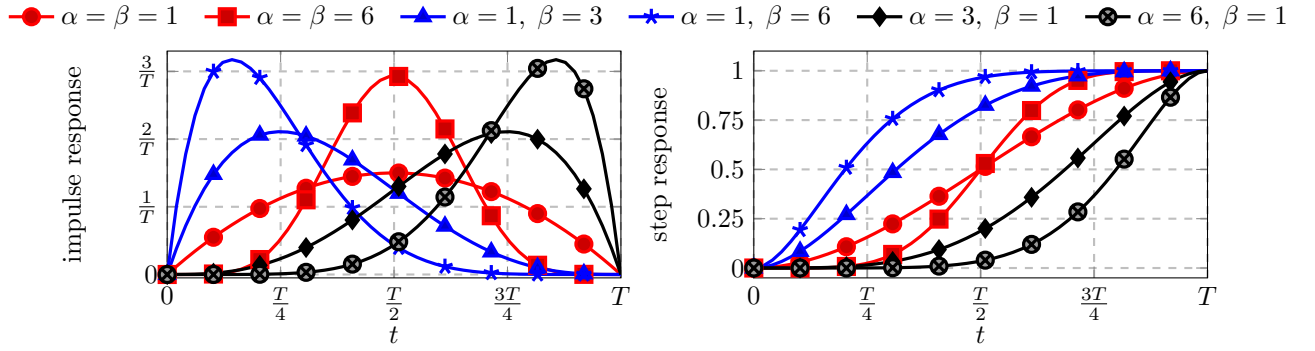 α = β = 1 α = β = 6 α = 1, β = 3 α = 1, β = 6 α = 3, β = 1 α = 6, β = 1
impulse response
3/T
2/T
1/T
0
0 T/4 T/2 3T/4 T
t
step response
1
0.75
0.5
0.25
0
0 T/4 T/2 3T/4 T
t